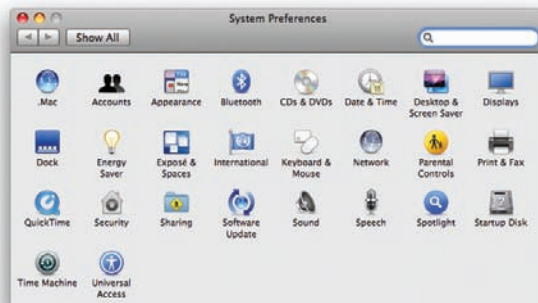 System Preferences
Show All
.Mac Accounts Appearance Bluetooth CDs & DVDs Date & Time Desktop & Screen Saver Displays
Dock Energy Saver Exposé & Spaces International Keyboard & Mouse Network Parental Controls Print & Fax
QuickTime Security Sharing Software Update Sound Speech Spotlight Startup Disk
Time Machine Universal Access